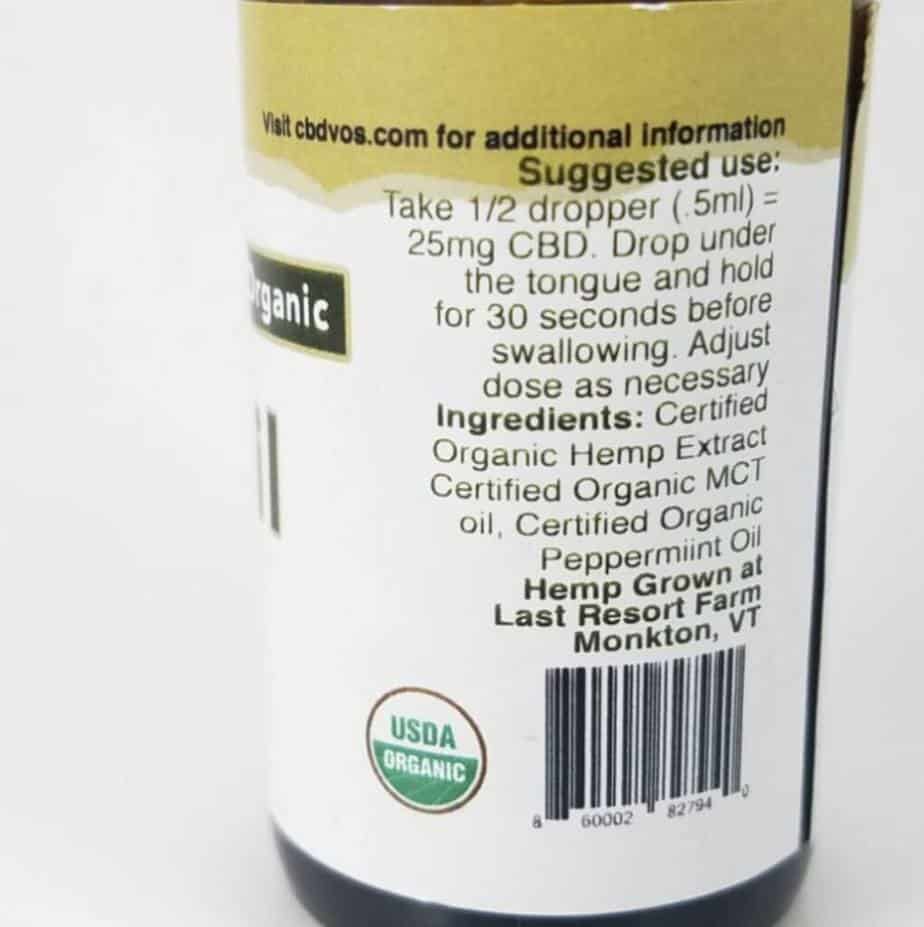 Visit cbdvos.com for additional information
Suggested use:
Take 1/2 dropper (.5ml) =
25mg CBD. Drop under
the tongue and hold
for 30 seconds before
swallowing. Adjust
dose as necessary
Ingredients: Certified
Organic Hemp Extract
Certified Organic MCT
oil, Certified Organic
Peppermiint Oil
Hemp Grown at
Last Resort Farm
Monkton, VT
Organic
USDA
ORGANIC
8 60002 82794 0